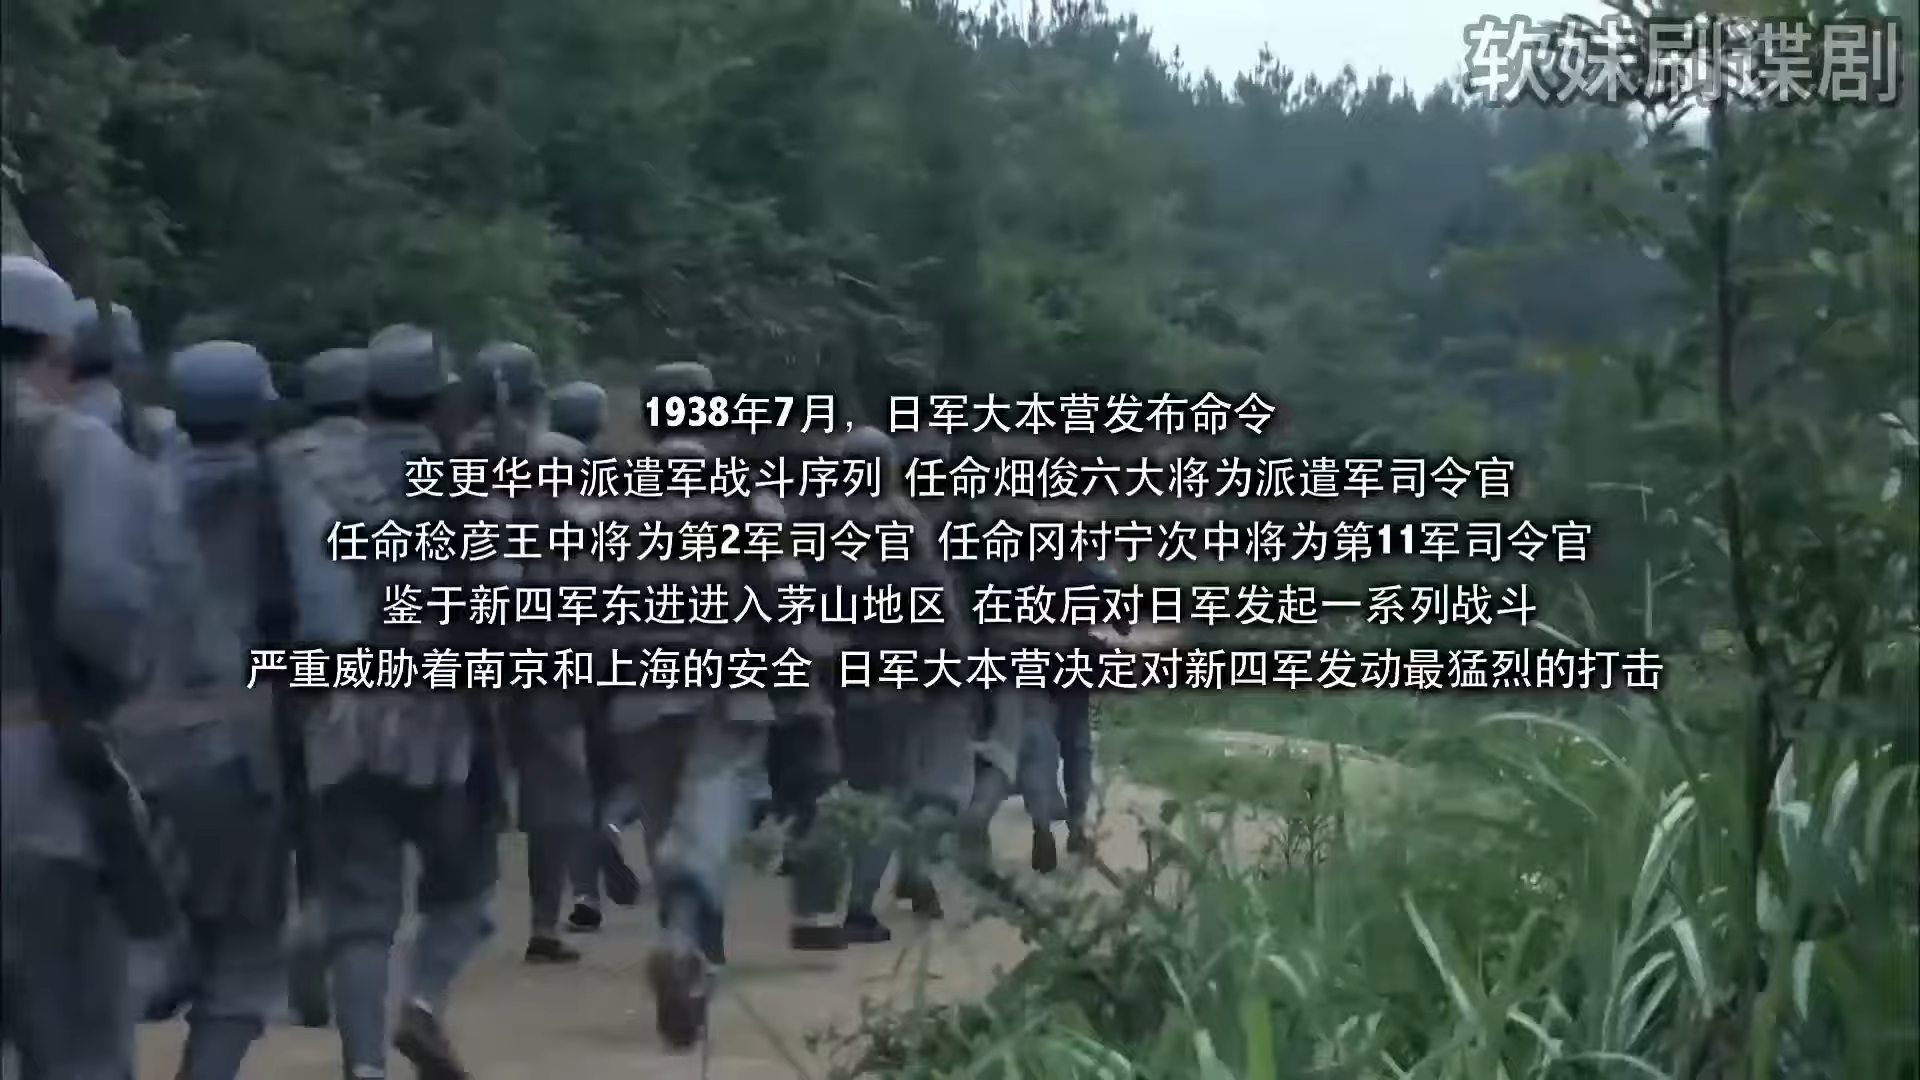 软妹刷谍剧
1938年7月，日军大本营发布命令
变更华中派遣军战斗序列 任命畑俊六大将为派遣军司令官
任命稔彦王中将为第2军司令官 任命冈村宁次中将为第11军司令官
鉴于新四军东进进入茅山地区 在敌后对日军发起一系列战斗
严重威胁着南京和上海的安全 日军大本营决定对新四军发动最猛烈的打击